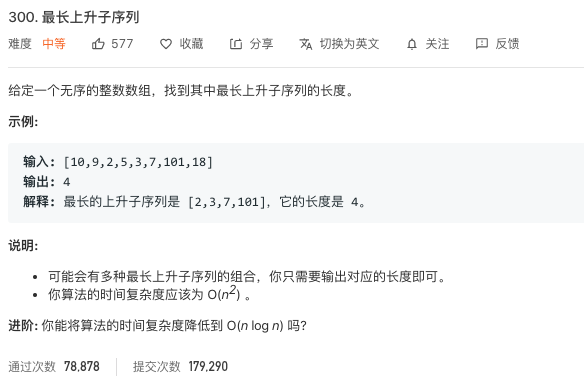 300. 最长上升子序列
难度 中等 577 收藏 分享 切换为英文 关注 反馈
给定一个无序的整数数组，找到其中最长上升子序列的长度。
示例:
输入: [10,9,2,5,3,7,101,18]
输出: 4
解释: 最长的上升子序列是 [2,3,7,101]，它的长度是 4。
说明:
• 可能会有多种最长上升子序列的组合，你只需要输出对应的长度即可。
• 你算法的时间复杂度应该为 O(n²) 。
进阶: 你能将算法的时间复杂度降低到 O(n log n) 吗?
通过次数 78,878 提交次数 179,290